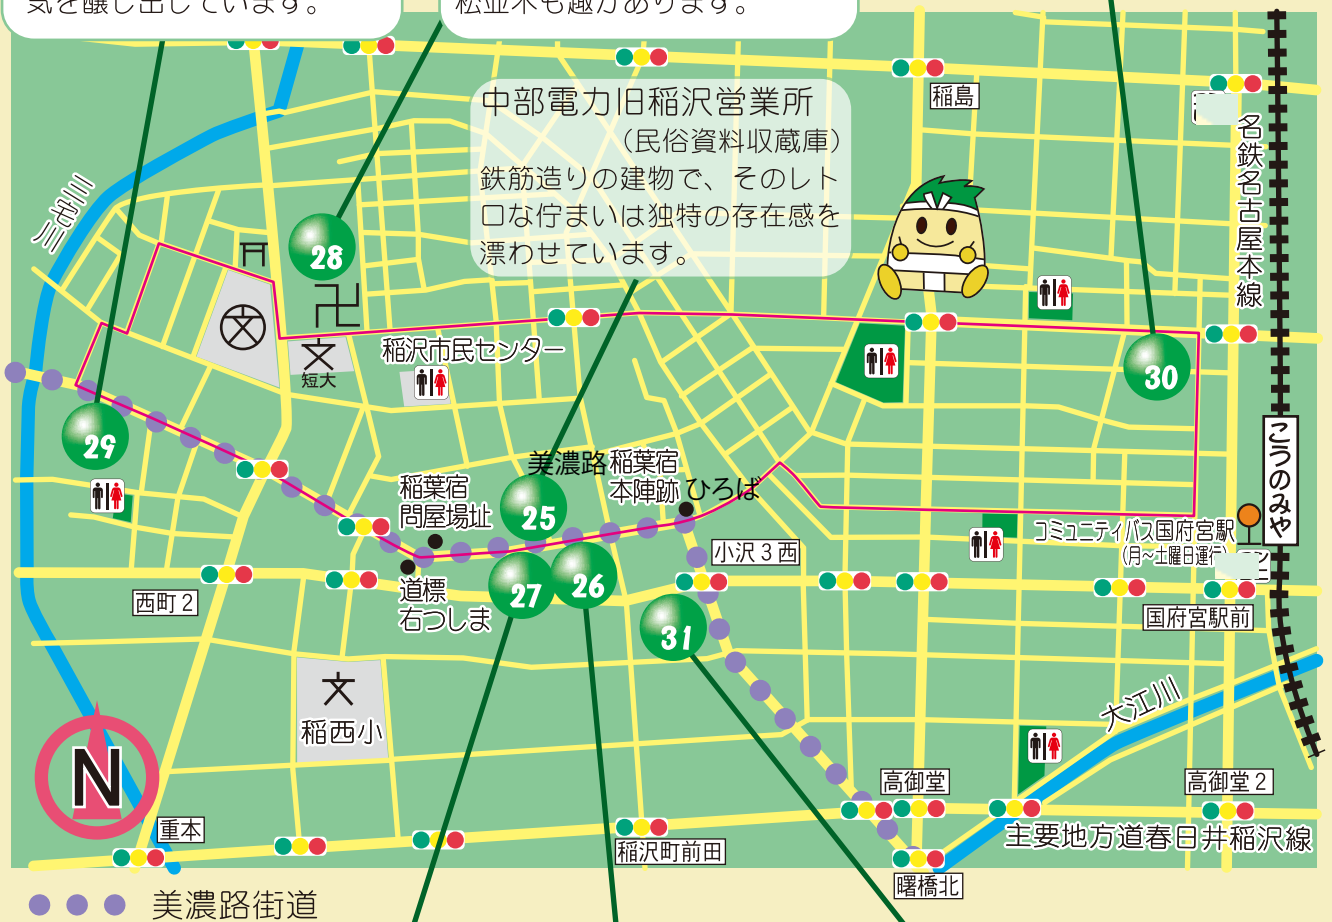 気を醸し出しています。
松並木も趣があります。
中部電力旧稲沢営業所
（民俗資料収蔵庫）
鉄筋造りの建物で、そのレト
ロな佇まいは独特の存在感を
漂わせています。
稲島
名鉄名古屋本線
三宅川
28
文
文
短大
稲沢市民センター
30
29
こうのみや
美濃路
稲葉宿
本陣跡
ひろば
稲葉宿
問屋場址
25
コミュニティバス国府宮駅
（月～土曜日運行）
小沢３西
26
27
道標
右つしま
西町２
国府宮駅前
31
文
稲西小
大江川
N
高御堂
高御堂２
重本
稲沢町前田
主要地方道春日井稲沢線
曙橋北
美濃路街道